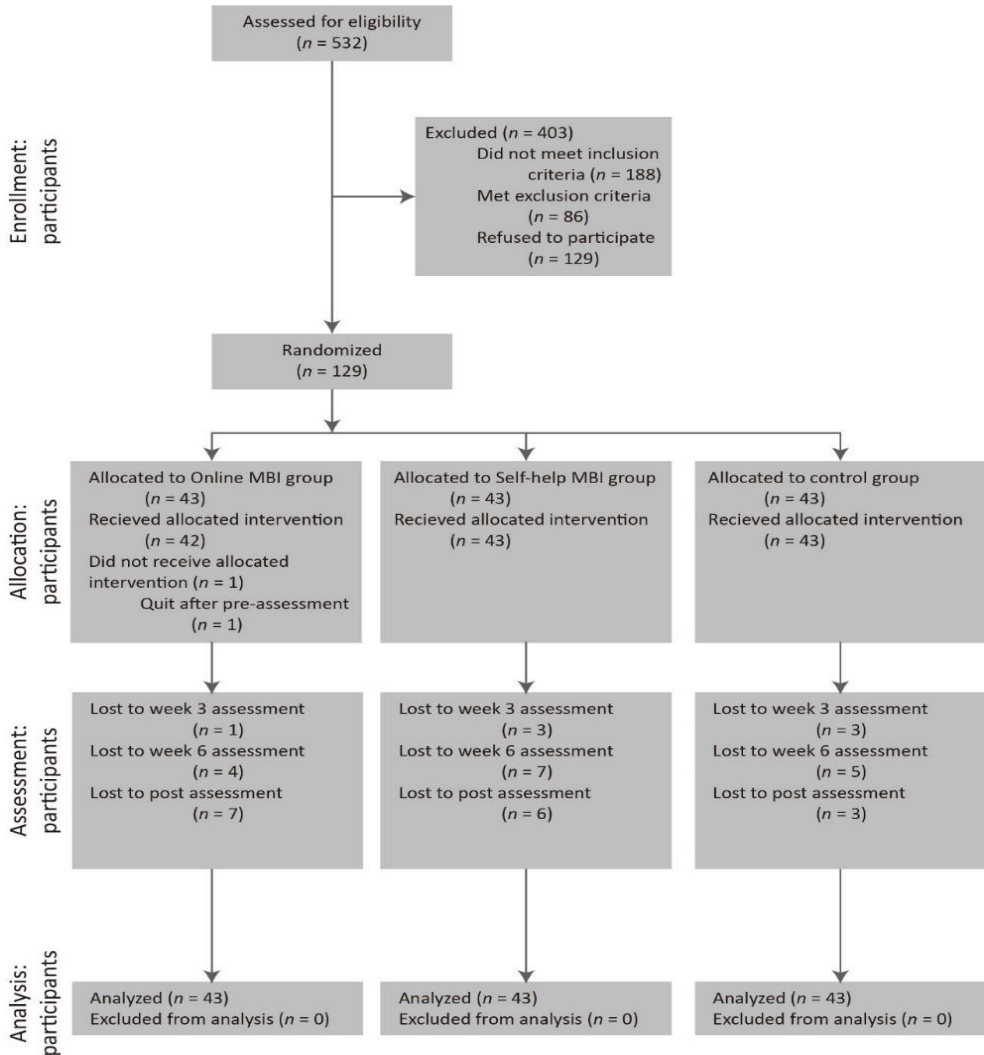 Assessed for eligibility
(n = 532)
Enrollment:
participants
Excluded (n = 403)
Did not meet inclusion
criteria (n = 188)
Met exclusion criteria
(n = 86)
Refused to participate
(n = 129)
Randomized
(n = 129)
Allocation:
participants
Allocated to Online MBI group
(n = 43)
Recieved allocated intervention
(n = 42)
Did not receive allocated
intervention (n = 1)
Quit after pre-assessment
(n = 1)
Allocated to Self-help MBI group
(n = 43)
Recieved allocated intervention
(n = 43)
Allocated to control group
(n = 43)
Recieved allocated intervention
(n = 43)
Assessment:
participants
Lost to week 3 assessment
(n = 1)
Lost to week 6 assessment
(n = 4)
Lost to post assessment
(n = 7)
Lost to week 3 assessment
(n = 3)
Lost to week 6 assessment
(n = 7)
Lost to post assessment
(n = 6)
Lost to week 3 assessment
(n = 3)
Lost to week 6 assessment
(n = 5)
Lost to post assessment
(n = 3)
Analysis:
participants
Analyzed (n = 43)
Excluded from analysis (n = 0)
Analyzed (n = 43)
Excluded from analysis (n = 0)
Analyzed (n = 43)
Excluded from analysis (n = 0)